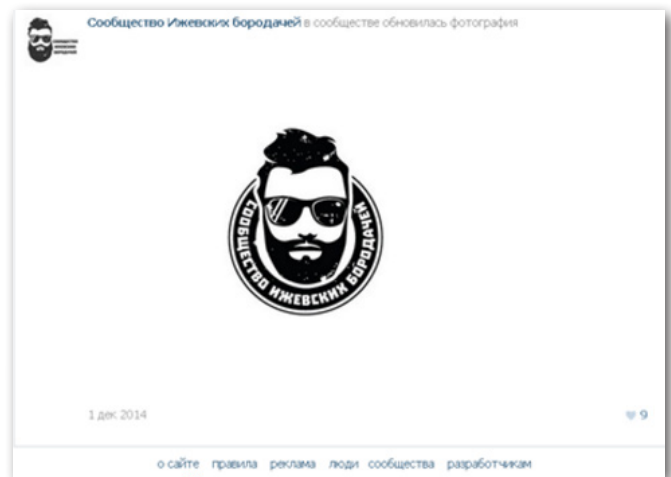 Сообщество Ижевских бородачей в сообществе обновилась фотография
СООБЩЕСТВО ИЖЕВСКИХ БОРОДАЧЕЙ
1 дек 2014
9
о сайте правила реклама люди сообщества разработчикам